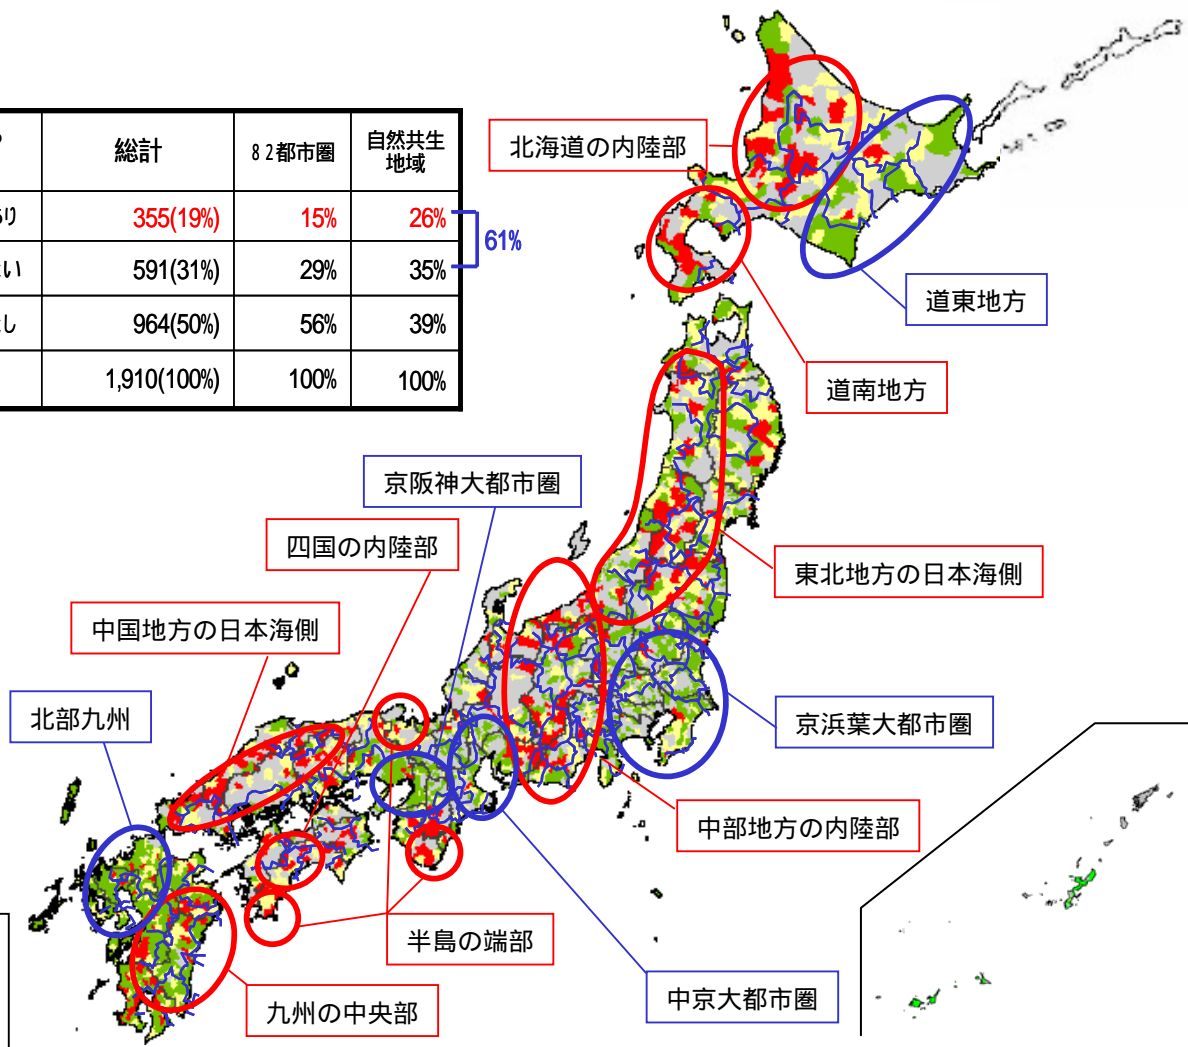 総計 82都市圏 自然共生
地域
り 355(19%) 15% 26%
い 591(31%) 29% 35%
61%
し 964(50%) 56% 39%
1,910(100%) 100% 100%
北海道の内陸部
道東地方
道南地方
京阪神大都市圏
四国の内陸部
東北地方の日本海側
中国地方の日本海側
北部九州
京浜葉大都市圏
中部地方の内陸部
半島の端部
中京大都市圏
九州の中央部